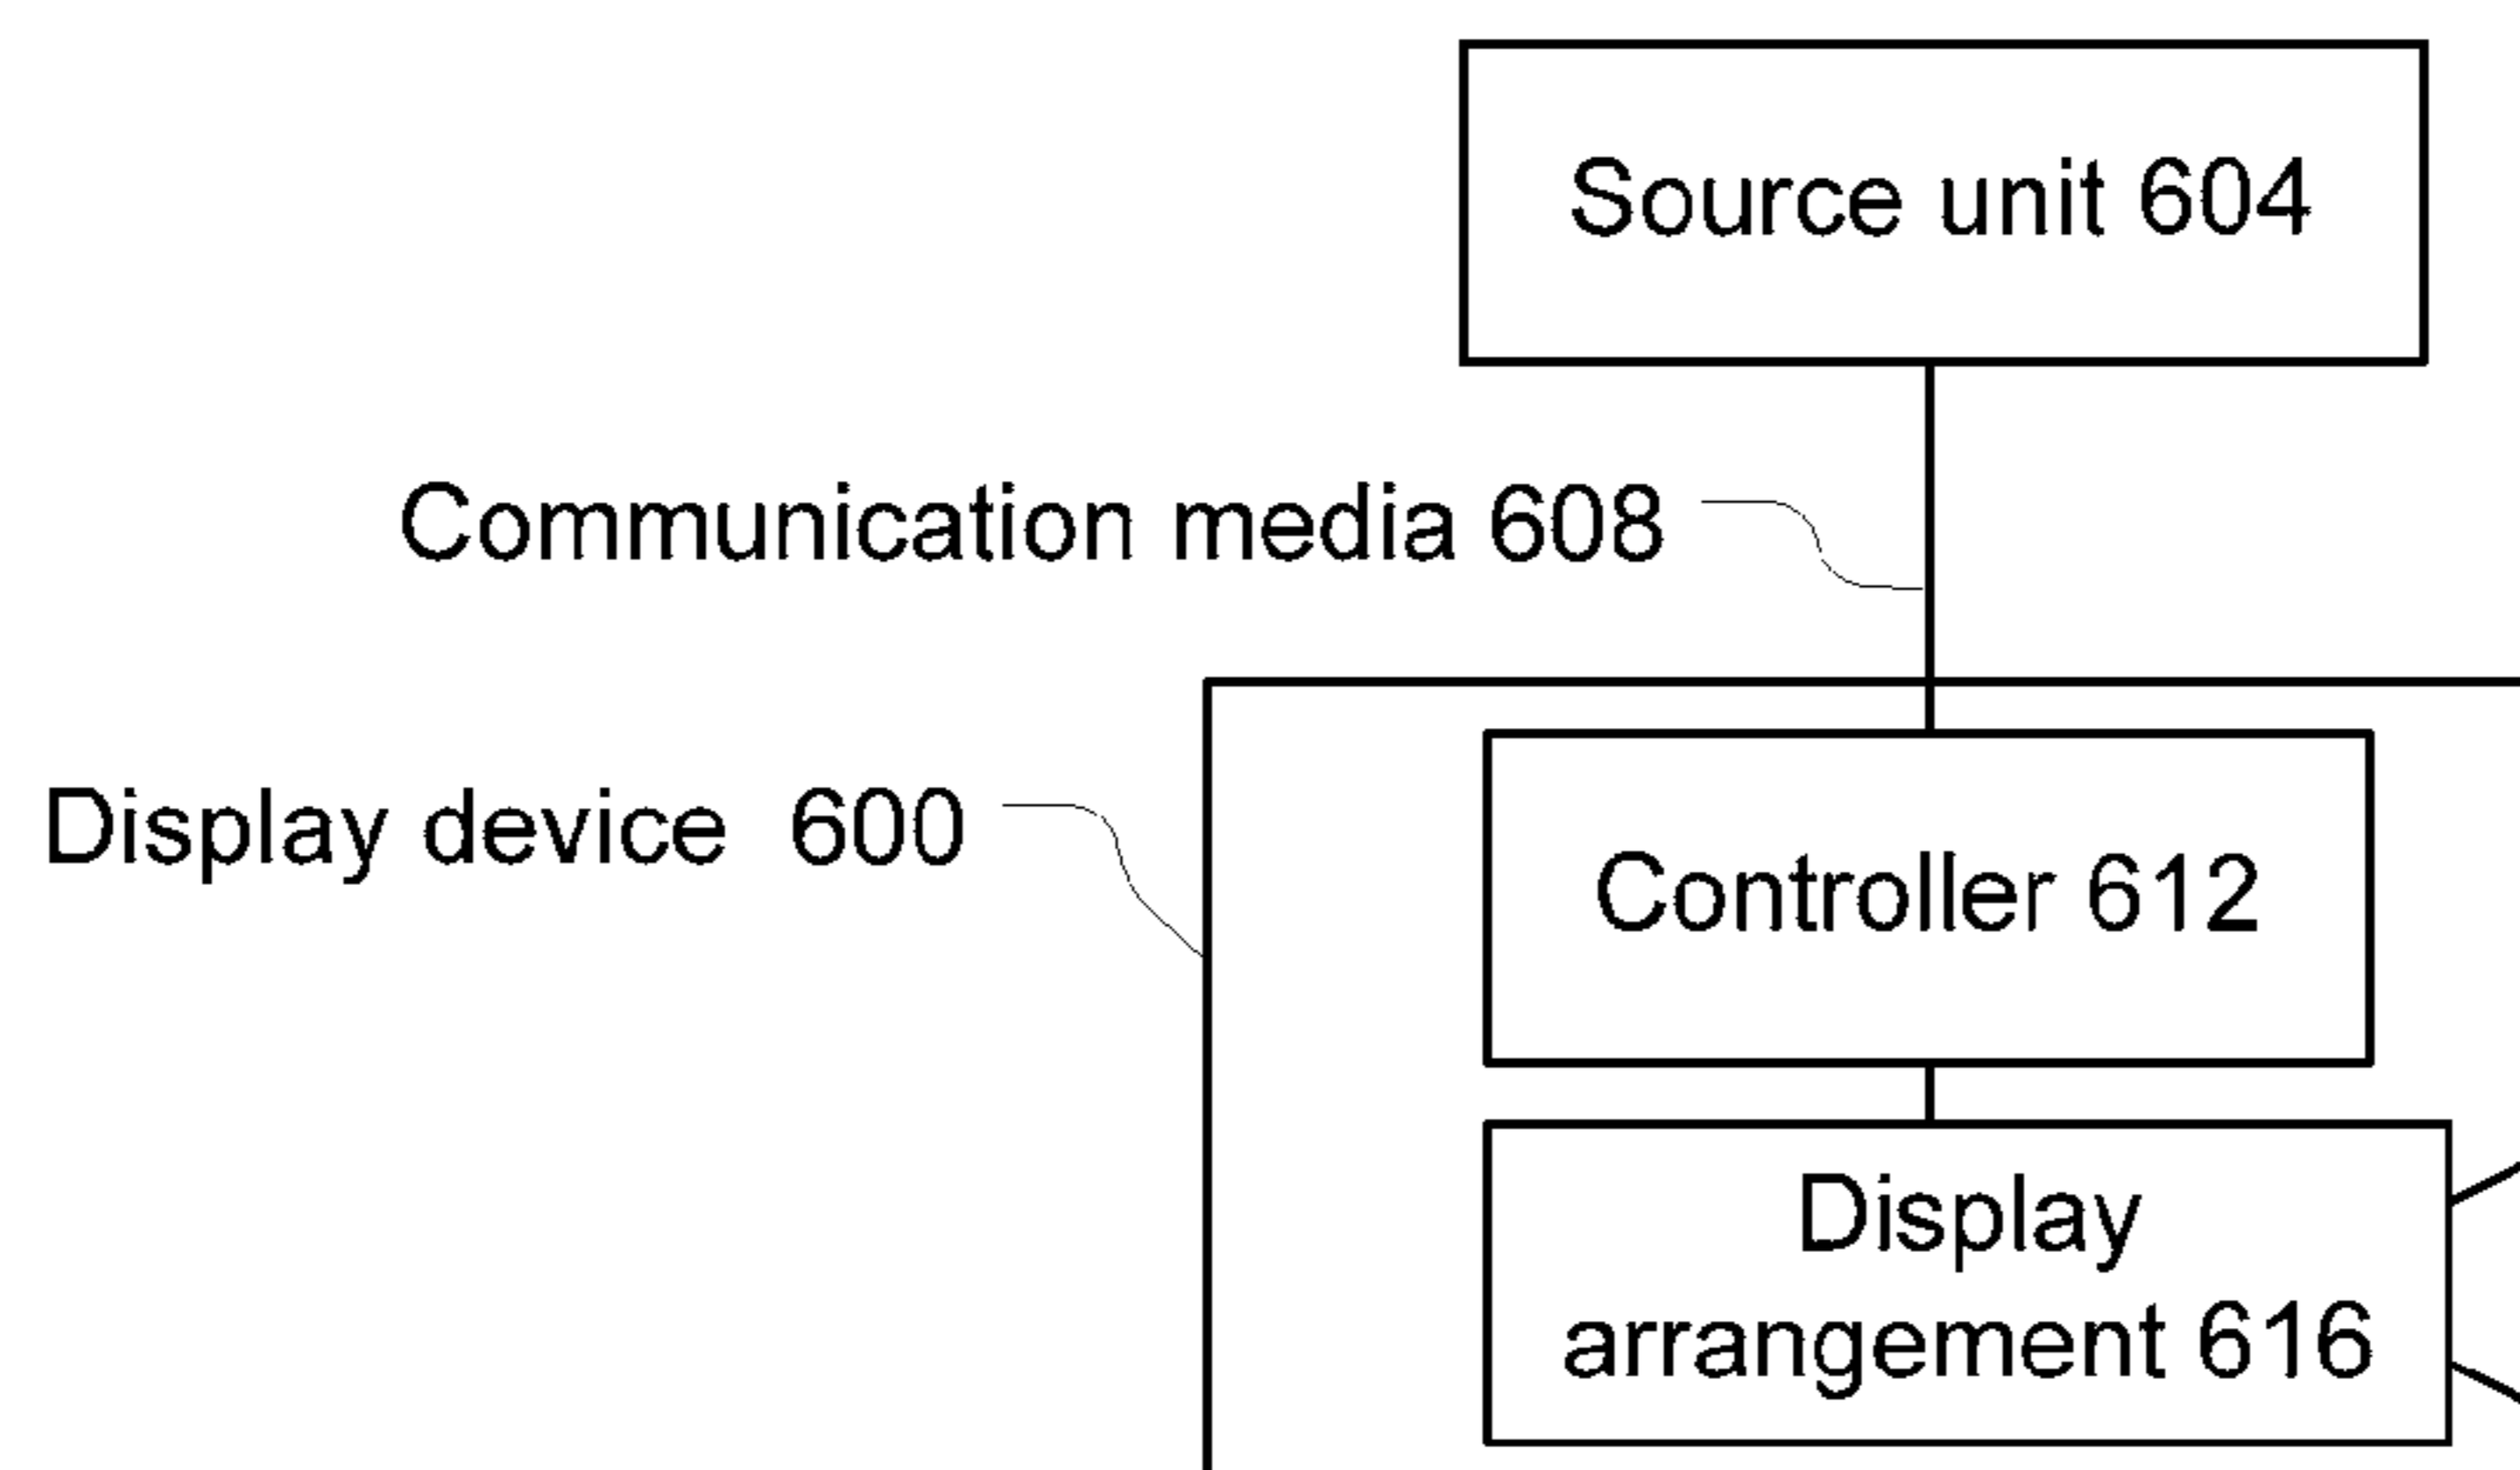 Source unit 604
Communication media 608
Display device 600
Controller 612
Display
arrangement 616